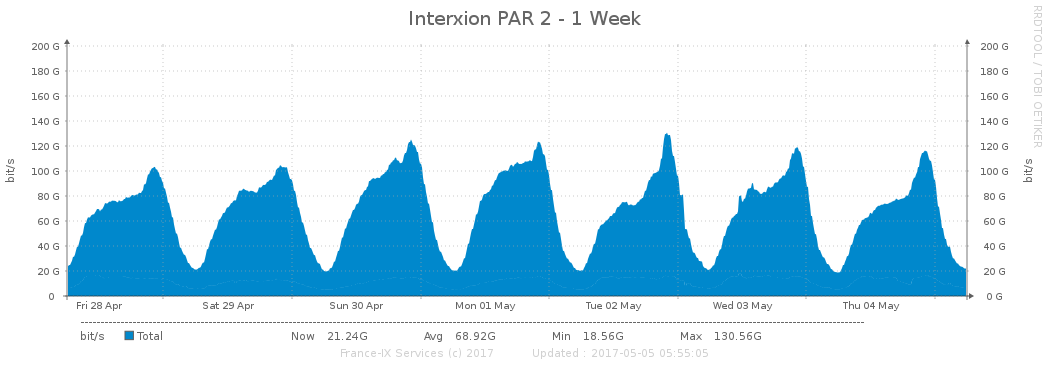 Interxion PAR 2 - 1 Week
RRDTOOL / TOBI OETIKER
200 G 200 G
180 G 180 G
160 G 160 G
140 G 140 G
120 G 120 G
100 G 100 G
80 G 80 G
60 G 60 G
40 G 40 G
20 G 20 G
0 0 G
bit/s bit/s
Fri 28 Apr Sat 29 Apr Sun 30 Apr Mon 01 May Tue 02 May Wed 03 May Thu 04 May
bit/s Total Now 21.24G Avg 68.92G Min 18.56G Max 130.56G
France-IX Services (c) 2017 Updated : 2017-05-05 05:55:05